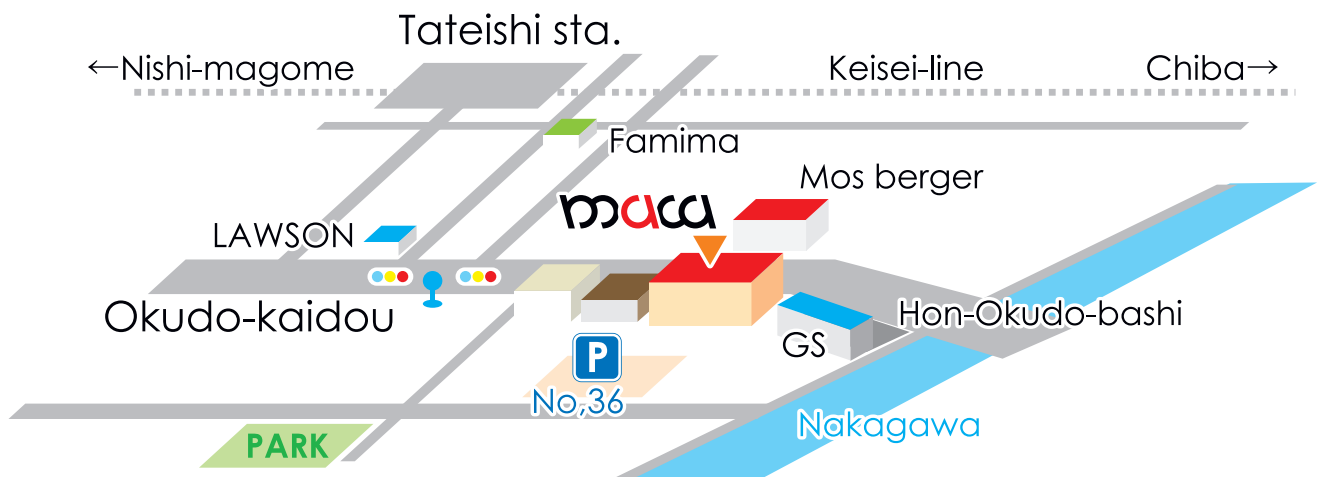 Tateishi sta.
←Nishi-magome
Keisei-line
Chiba→
Famima
Mos berger
maca
LAWSON
Okudo-kaidou
Hon-Okudo-bashi
GS
P
No,36
Nakagawa
PARK